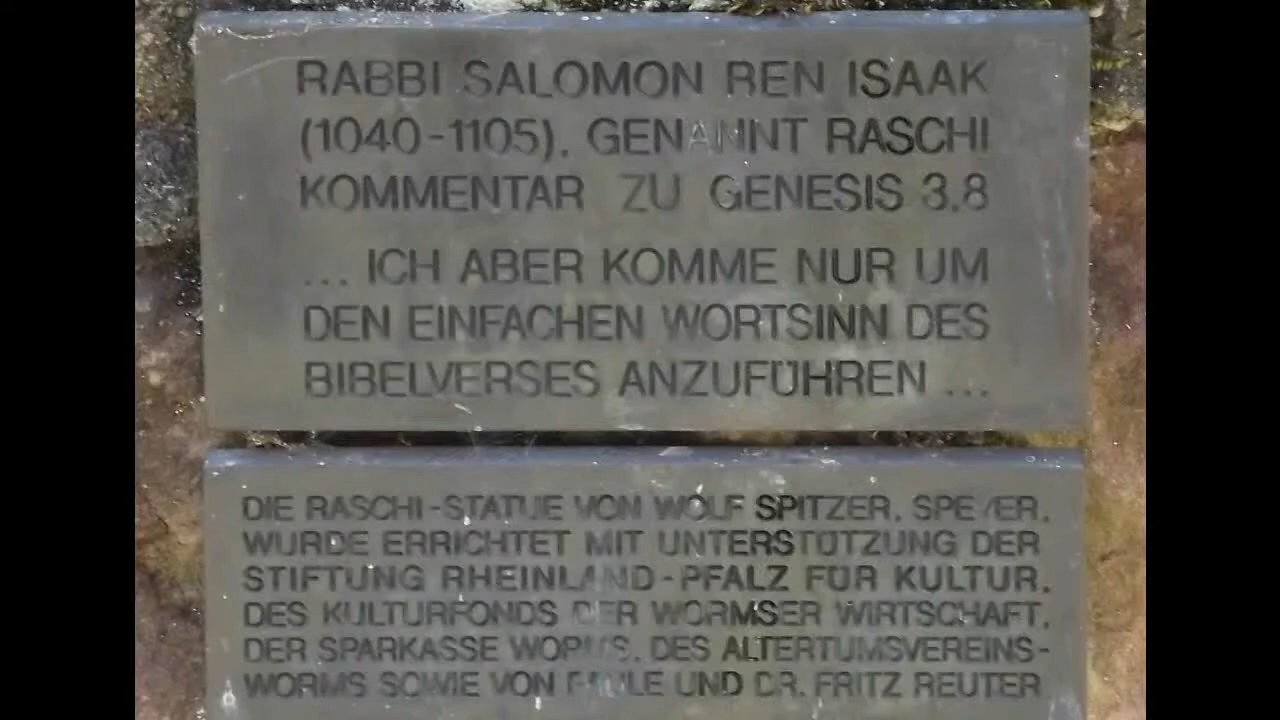 RABBI SALOMON BEN ISAAK
(1040-1105), GENANNT RASCHI
KOMMENTAR ZU GENESIS 3,8
... ICH ABER KOMME NUR UM
DEN EINFACHEN WORTSINN DES
BIBELVERSES ANZUFÜHREN ...
DIE RASCHI-STATUE VON WOLF SPITZER, SPEYER,
WURDE ERRICHTET MIT UNTERSTÜTZUNG DER
STIFTUNG RHEINLAND-PFALZ FÜR KULTUR,
DES KULTURFONDS DER WORMSER WIRTSCHAFT,
DER SPARKASSE WORMS, DES ALTERTUMSVEREINS-
WORMS SOWIE VON UND DR. FRITZ REUTER